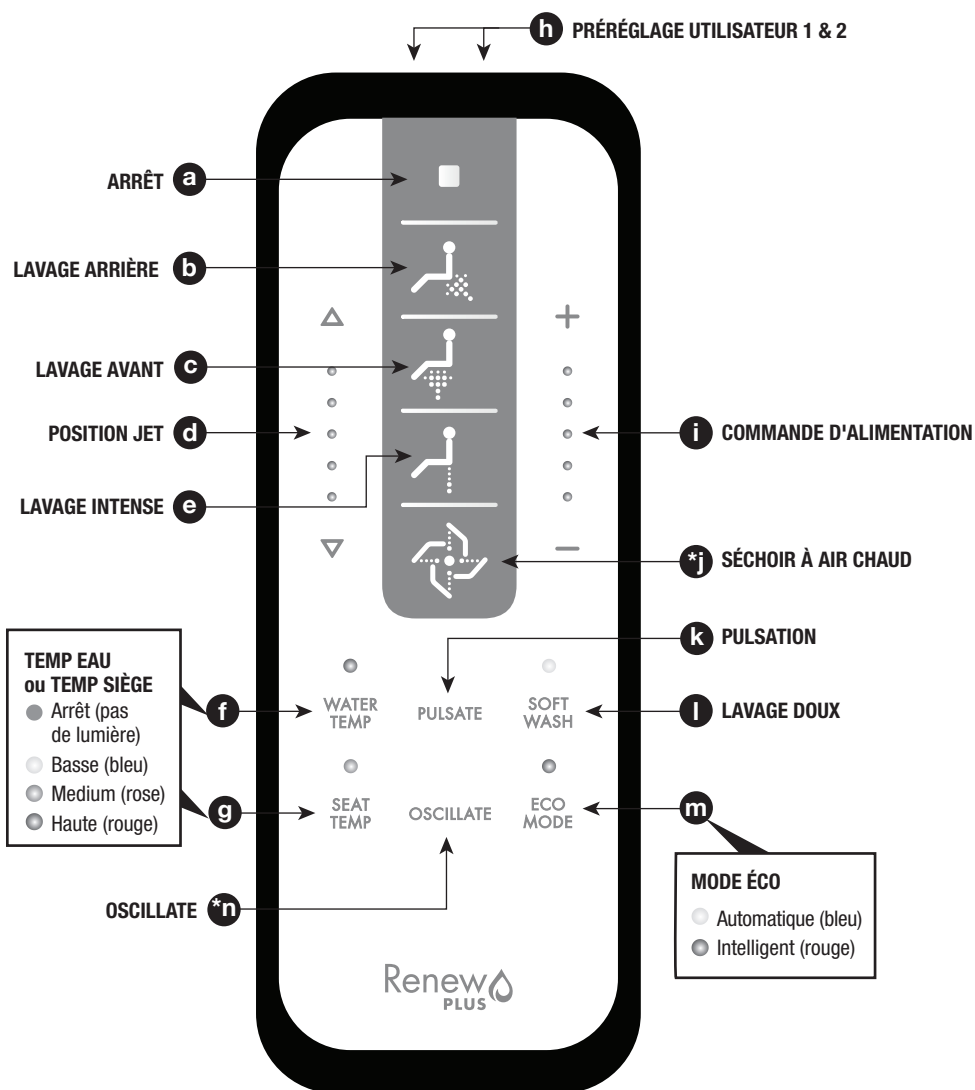 h PRÉRÉGLAGE UTILISATEUR 1 & 2
ARRÊT a
LAVAGE ARRIÈRE b
LAVAGE AVANT c
POSITION JET d
i COMMANDE D'ALIMENTATION
LAVAGE INTENSE e
*j SÉCHOIR À AIR CHAUD
k PULSATION
TEMP EAU
ou TEMP SIÈGE
Arrêt (pas
de lumière)
Basse (bleu)
Medium (rose)
Haute (rouge)
f
WATER
TEMP
PULSATE
SOFT
WASH
l LAVAGE DOUX
g
SEAT
TEMP
OSCILLATE
ECO
MODE
m
MODE ÉCO
Automatique (bleu)
Intelligent (rouge)
OSCILLATE *n
Renew
PLUS